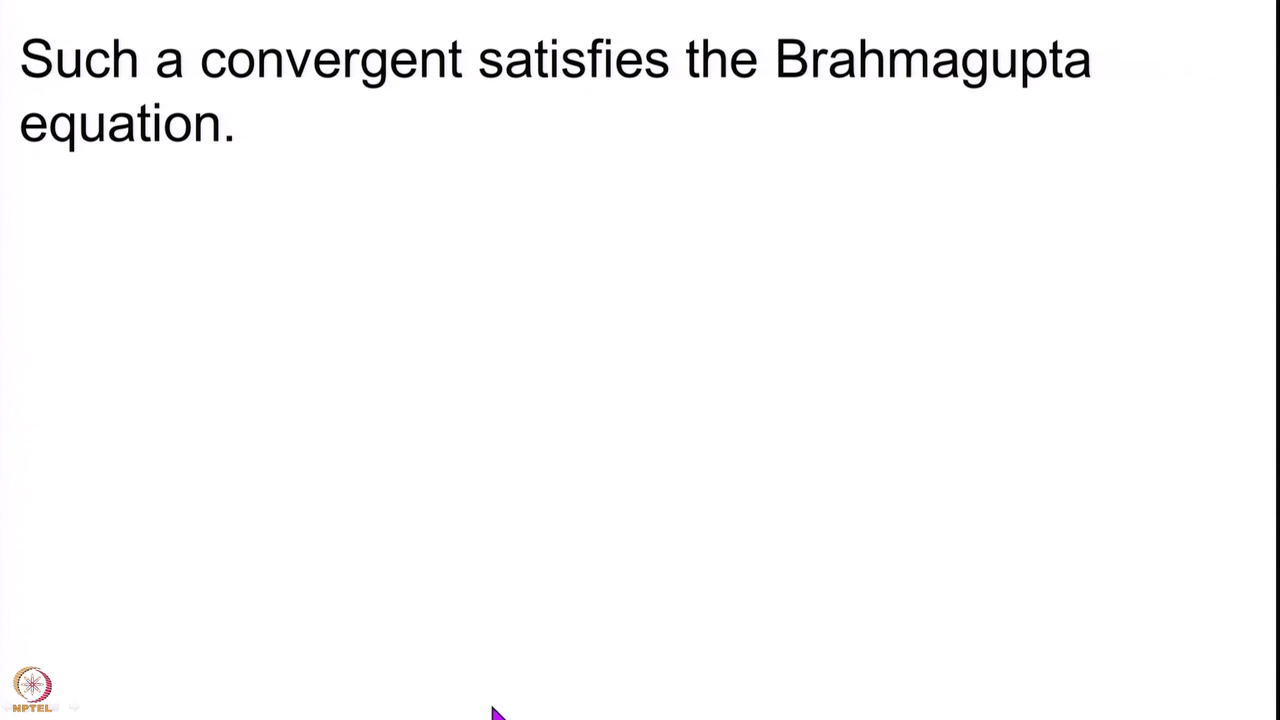 Such a convergent satisfies the Brahmagupta
equation.
NPTEL